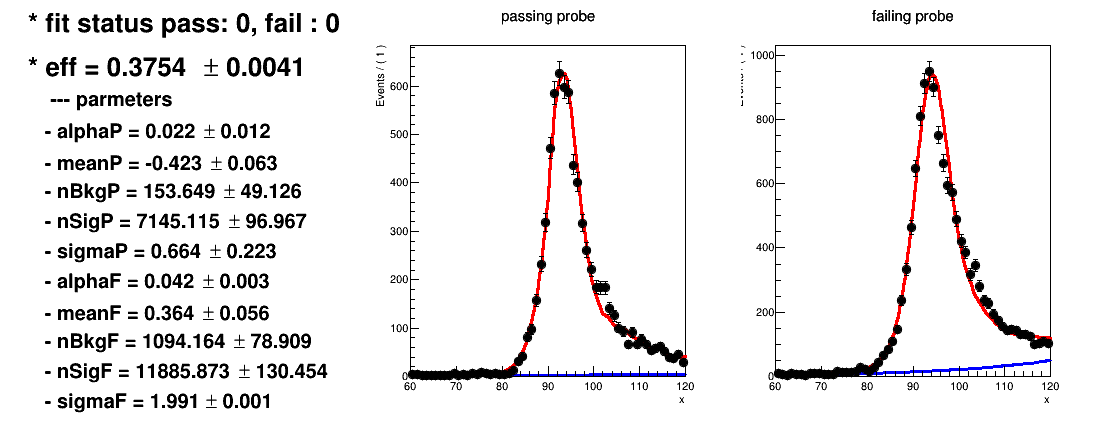 * fit status pass: 0, fail : 0
* eff = 0.3754 ± 0.0041
--- parmeters
- alphaP = 0.022 ± 0.012
- meanP = -0.423 ± 0.063
- nBkgP = 153.649 ± 49.126
- nSigP = 7145.115 ± 96.967
- sigmaP = 0.664 ± 0.223
- alphaF = 0.042 ± 0.003
- meanF = 0.364 ± 0.056
- nBkgF = 1094.164 ± 78.909
- nSigF = 11885.873 ± 130.454
- sigmaF = 1.991 ± 0.001
passing probe
Events / ( 1 )
600
500
400
300
200
100
0
60 70 80 90 100 110 120
x
failing probe
1000
800
600
400
200
0
60 70 80 90 100 110 120
x